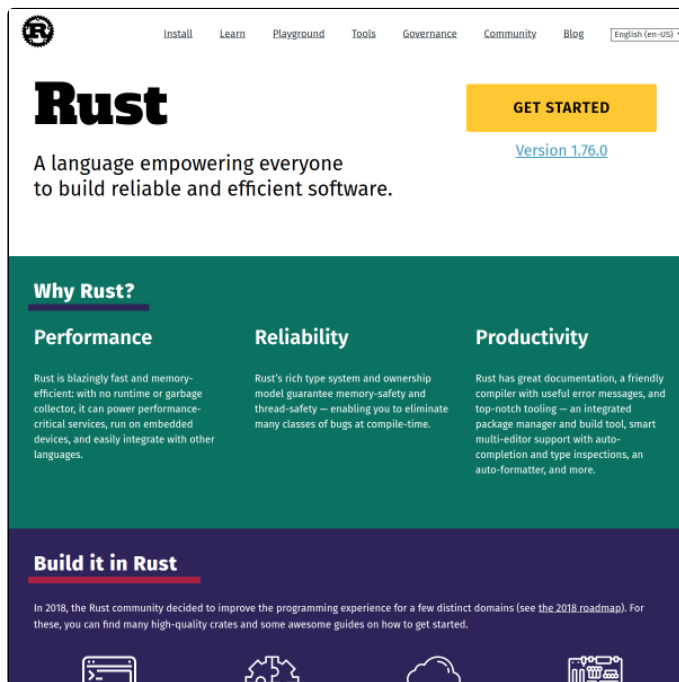 R
Install Learn Playground Tools Governance Community Blog English (en-US)
Rust
GET STARTED
Version 1.76.0
A language empowering everyone
to build reliable and efficient software.
Why Rust?
Performance
Rust is blazingly fast and memory-
efficient: with no runtime or garbage
collector, it can power performance-
critical services, run on embedded
devices, and easily integrate with other
languages.
Reliability
Rust's rich type system and ownership
model guarantee memory-safety and
thread-safety — enabling you to eliminate
many classes of bugs at compile-time.
Productivity
Rust has great documentation, a friendly
compiler with useful error messages, and
top-notch tooling — an integrated
package manager and build tool, smart
multi-editor support with auto-
completion and type inspections, an
auto-formatter, and more.
Build it in Rust
In 2018, the Rust community decided to improve the programming experience for a few distinct domains (see the 2018 roadmap). For
these, you can find many high-quality crates and some awesome guides on how to get started.